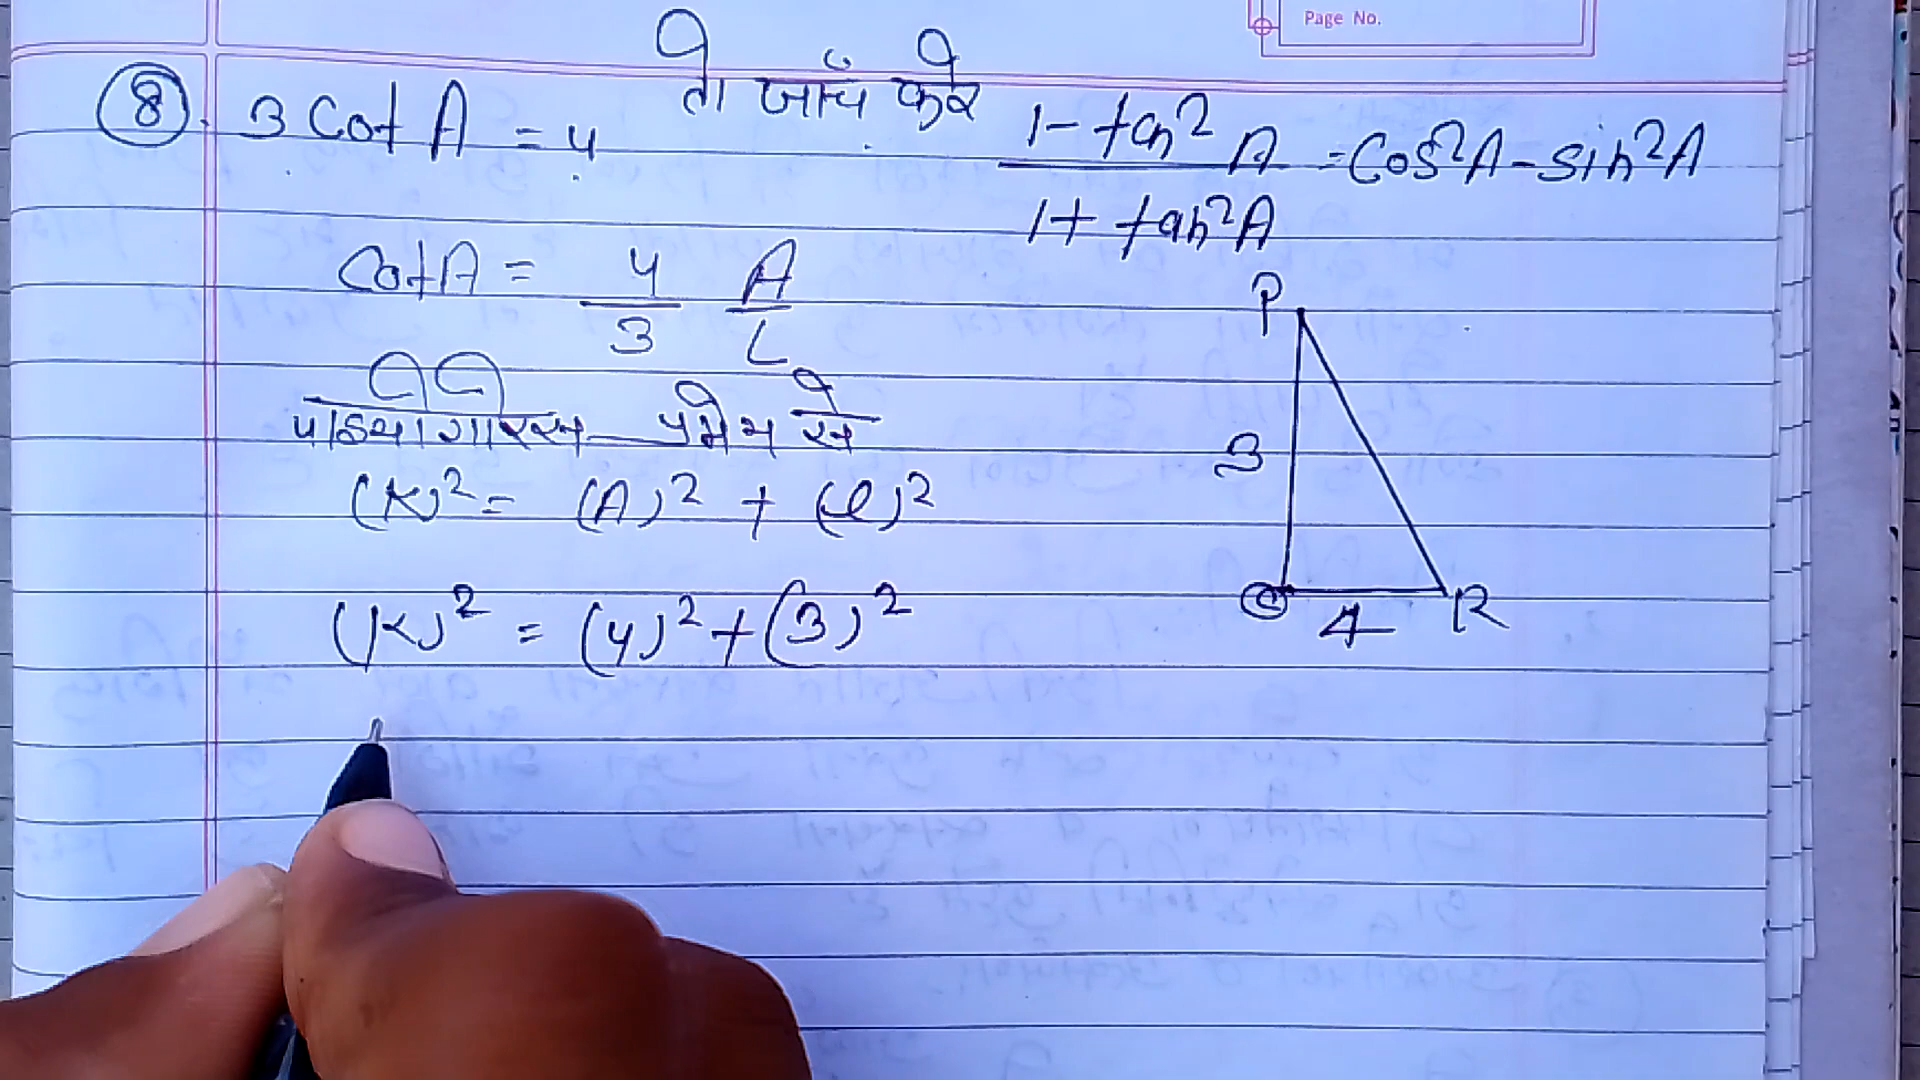 Page No.
⑧. 3 Cot A = 4 तो जाँच करे (1 - tan²A)/(1 + tan²A) = Cos²A - sin²A
Cot A = 4/3 A/L
पाइथागोरस प्रमेय से
(K)² = (A)² + (l)²
(K)² = (4)² + (3)²
P
3
Q 4 R